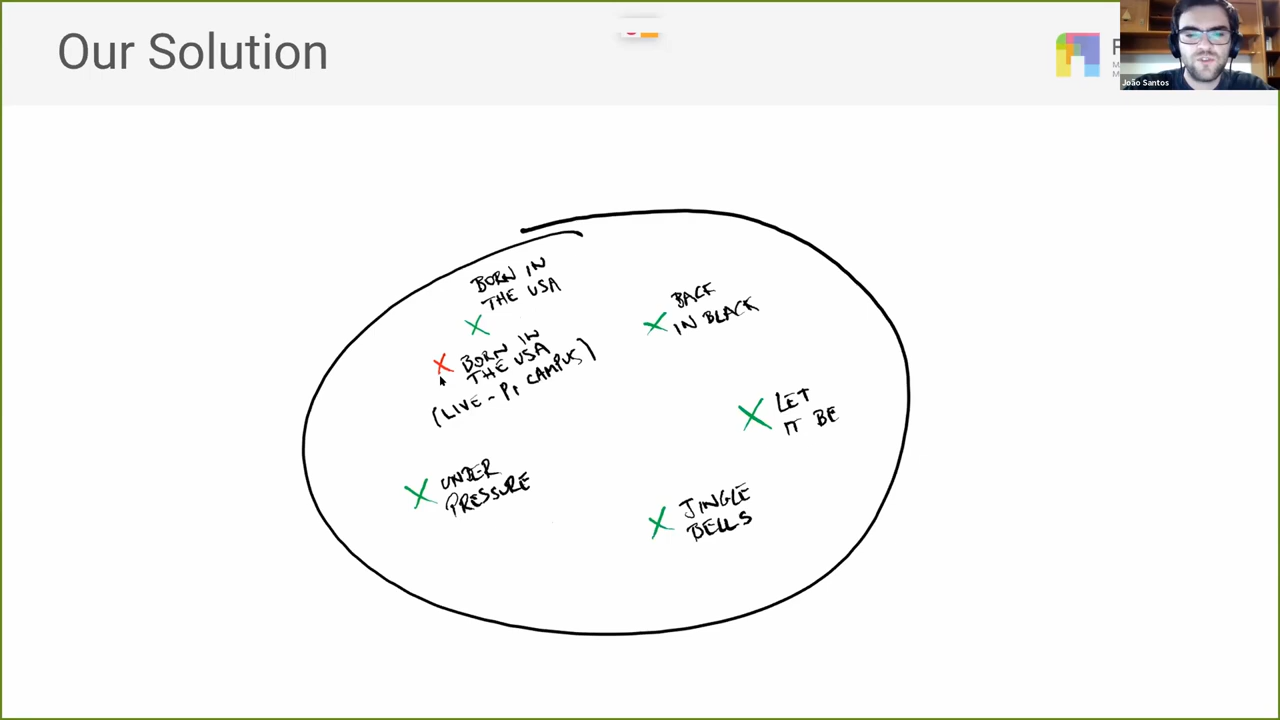 Our Solution
João Santos
BORN IN
THE USA
BACK
IN BLACK
BORN IN
THE USA
(LIVE - PI CAMPUS)
LET
IT BE
UNDER
PRESSURE
JINGLE
BELLS